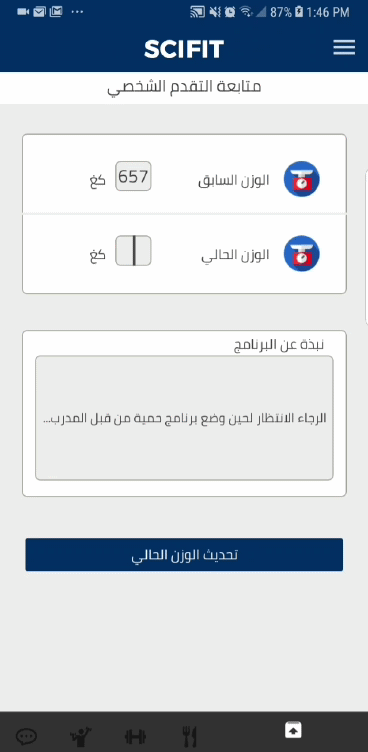 87% 1:46 PM
SCIFIT
متابعة التقدم الشخصي
الوزن السابق 657 كغ
الوزن الحالي كغ
نبذة عن البرنامج
الرجاء الانتظار لحين وضع برنامج حمية من قبل المدرب...
تحديث الوزن الحالي